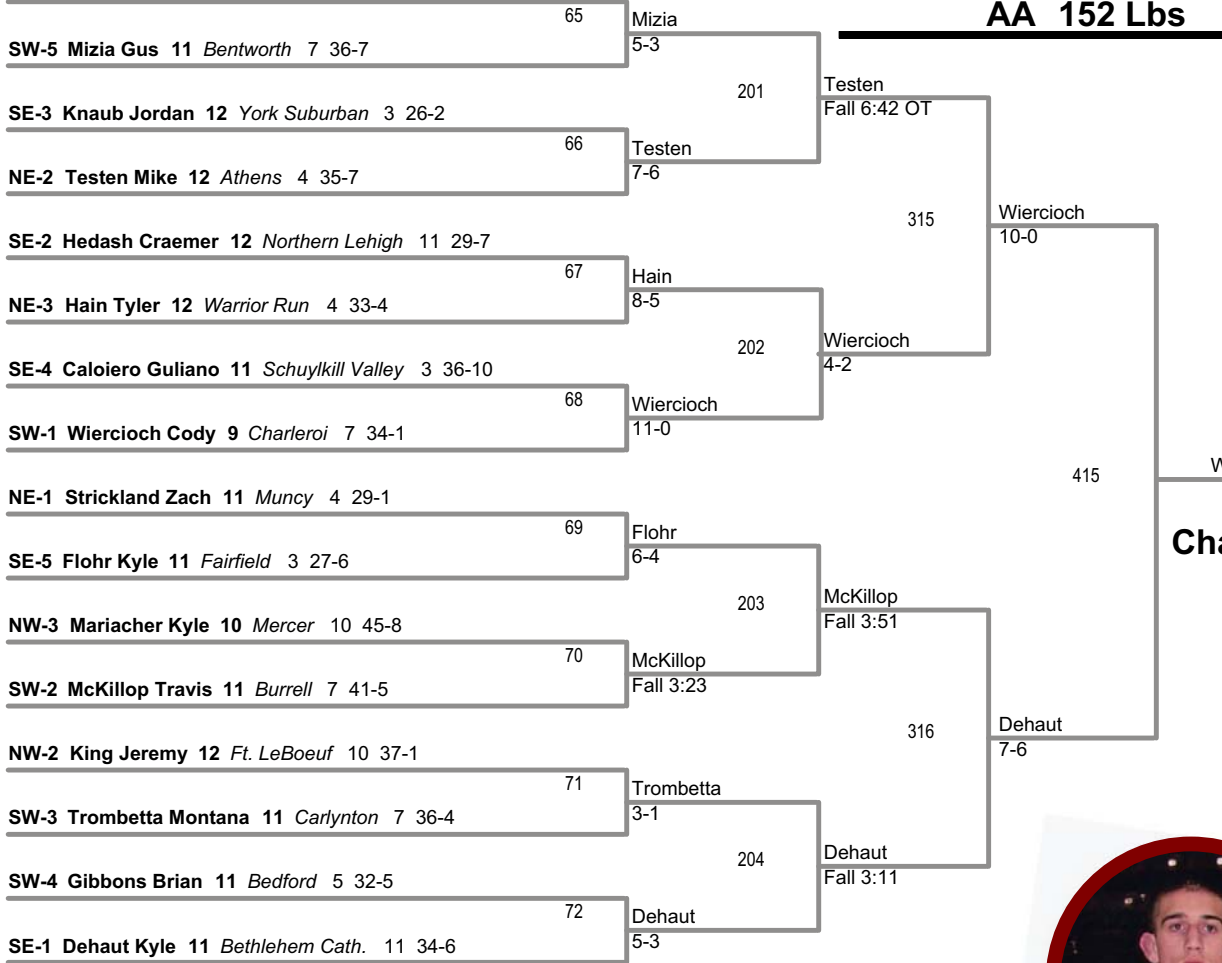 AA 152 Lbs
65
Mizia
5-3
SW-5 Mizia Gus 11 Bentworth 7 36-7
201
Testen
Fall 6:42 OT
SE-3 Knaub Jordan 12 York Suburban 3 26-2
66
Testen
7-6
NE-2 Testen Mike 12 Athens 4 35-7
315
Wiercioch
10-0
SE-2 Hedash Craemer 12 Northern Lehigh 11 29-7
67
Hain
8-5
NE-3 Hain Tyler 12 Warrior Run 4 33-4
202
Wiercioch
4-2
SE-4 Caloiero Guliano 11 Schuylkill Valley 3 36-10
68
Wiercioch
11-0
SW-1 Wiercioch Cody 9 Charleroi 7 34-1
415
W
NE-1 Strickland Zach 11 Muncy 4 29-1
69
Flohr
6-4
Cha
SE-5 Flohr Kyle 11 Fairfield 3 27-6
203
McKillop
Fall 3:51
NW-3 Mariacher Kyle 10 Mercer 10 45-8
70
McKillop
Fall 3:23
SW-2 McKillop Travis 11 Burrell 7 41-5
316
Dehaut
7-6
NW-2 King Jeremy 12 Ft. LeBoeuf 10 37-1
71
Trombetta
3-1
SW-3 Trombetta Montana 11 Carlynton 7 36-4
204
Dehaut
Fall 3:11
SW-4 Gibbons Brian 11 Bedford 5 32-5
72
Dehaut
5-3
SE-1 Dehaut Kyle 11 Bethlehem Cath. 11 34-6